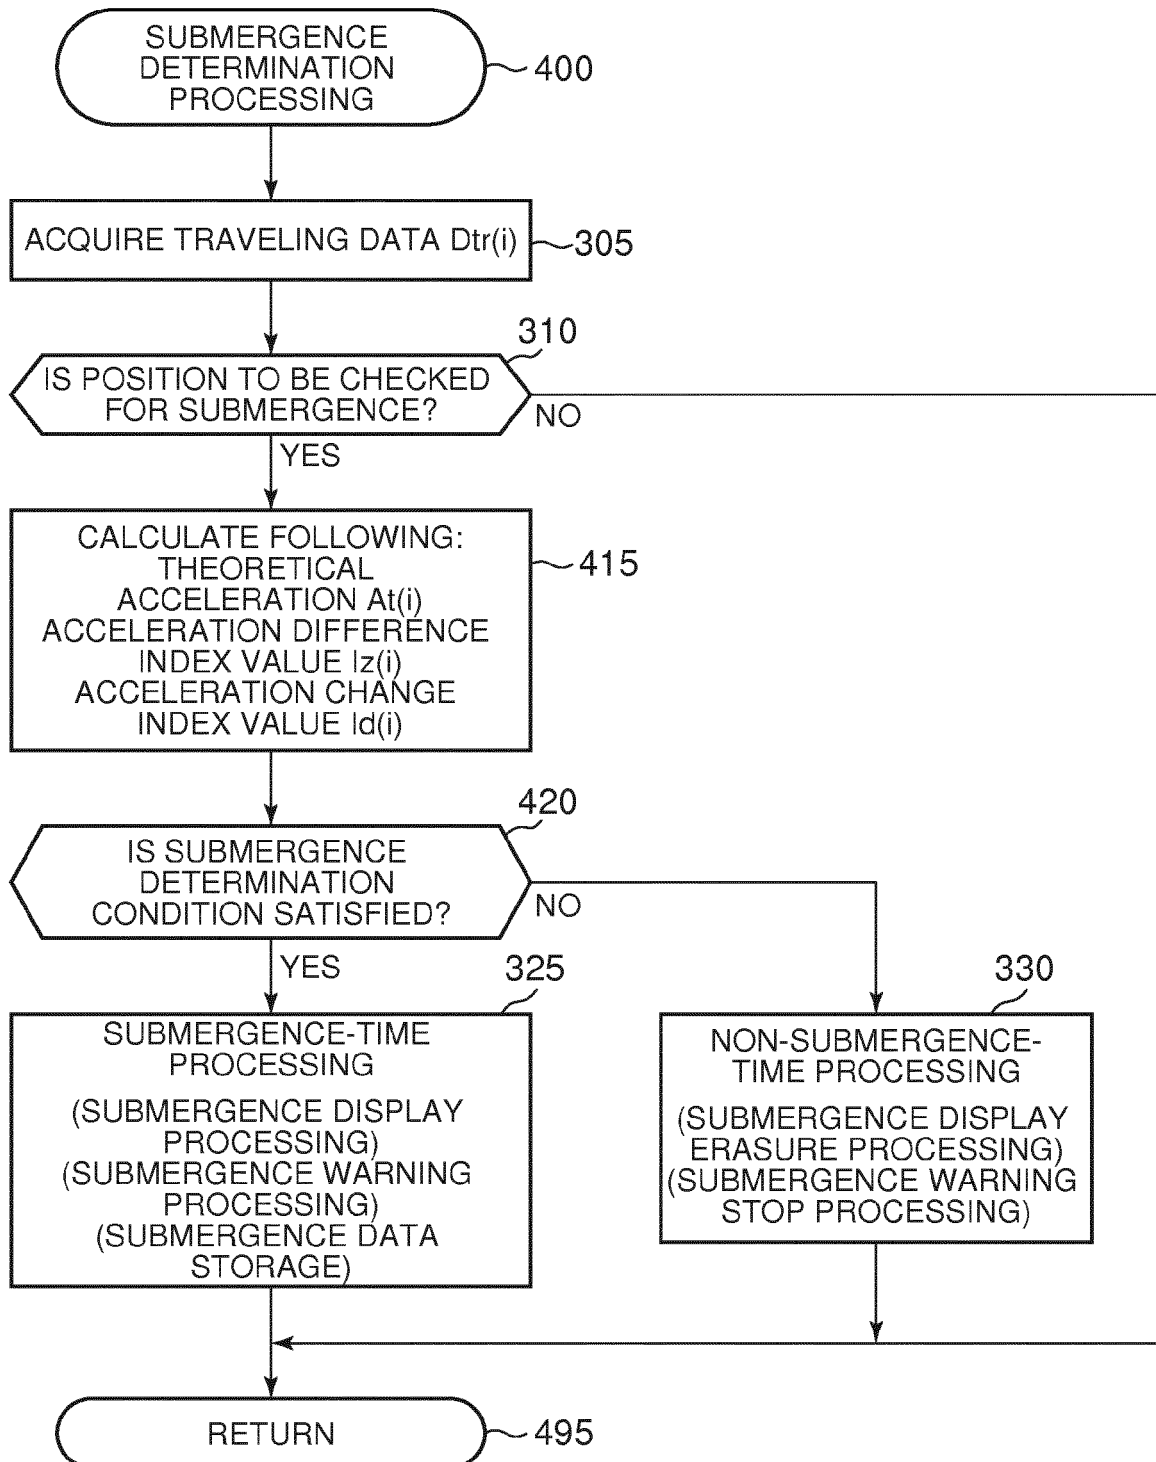 SUBMERGENCE
DETERMINATION
PROCESSING
400
ACQUIRE TRAVELING DATA Dtr(i)
305
310
IS POSITION TO BE CHECKED
FOR SUBMERGENCE?
NO
YES
CALCULATE FOLLOWING:
THEORETICAL
ACCELERATION At(i)
ACCELERATION DIFFERENCE
INDEX VALUE Iz(i)
ACCELERATION CHANGE
INDEX VALUE Id(i)
415
420
IS SUBMERGENCE
DETERMINATION
CONDITION SATISFIED?
NO
YES
325
SUBMERGENCE-TIME
PROCESSING
(SUBMERGENCE DISPLAY
PROCESSING)
(SUBMERGENCE WARNING
PROCESSING)
(SUBMERGENCE DATA
STORAGE)
330
NON-SUBMERGENCE-
TIME PROCESSING
(SUBMERGENCE DISPLAY
ERASURE PROCESSING)
(SUBMERGENCE WARNING
STOP PROCESSING)
RETURN
495